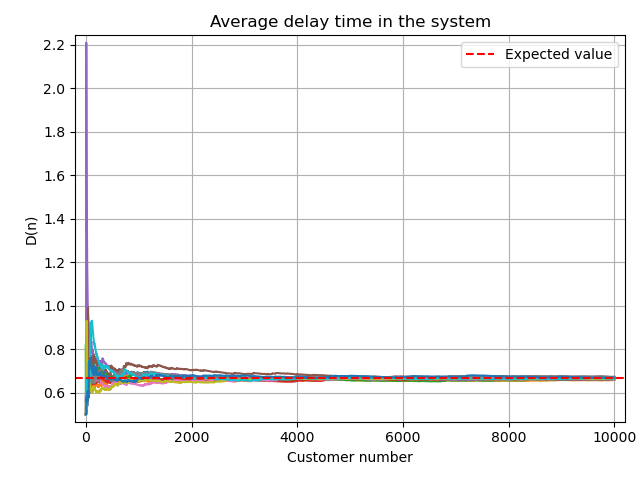 Average delay time in the system
Expected value
D(n)
2.2
2.0
1.8
1.6
1.4
1.2
1.0
0.8
0.6
0 2000 4000 6000 8000 10000
Customer number